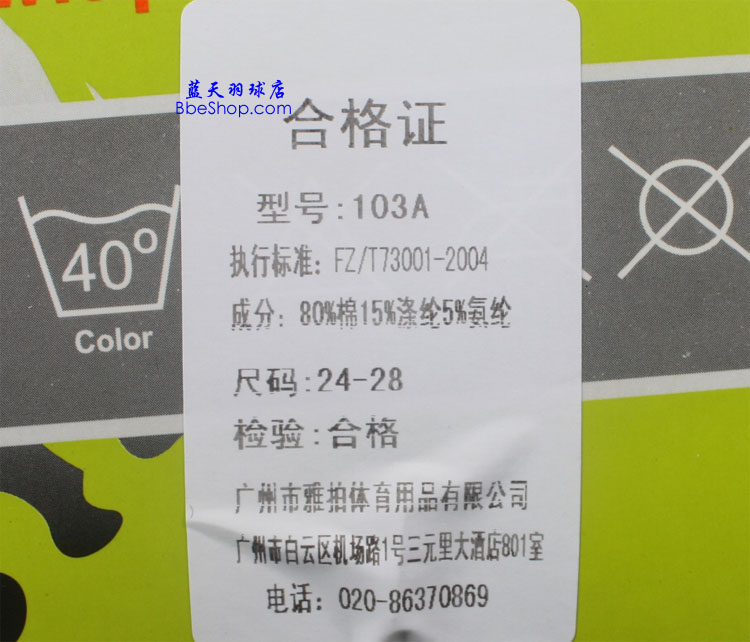 蓝天羽球店
BbeShop.com
合格证
型号:103A
执行标准: FZ/T73001-2004
成分: 80%棉15%涤纶5%氨纶
尺码:24-28
检验:合格
广州市雅拍体育用品有限公司
广州市白云区机场路1号三元里大酒店801室
电话: 020-86370869
40°
Color